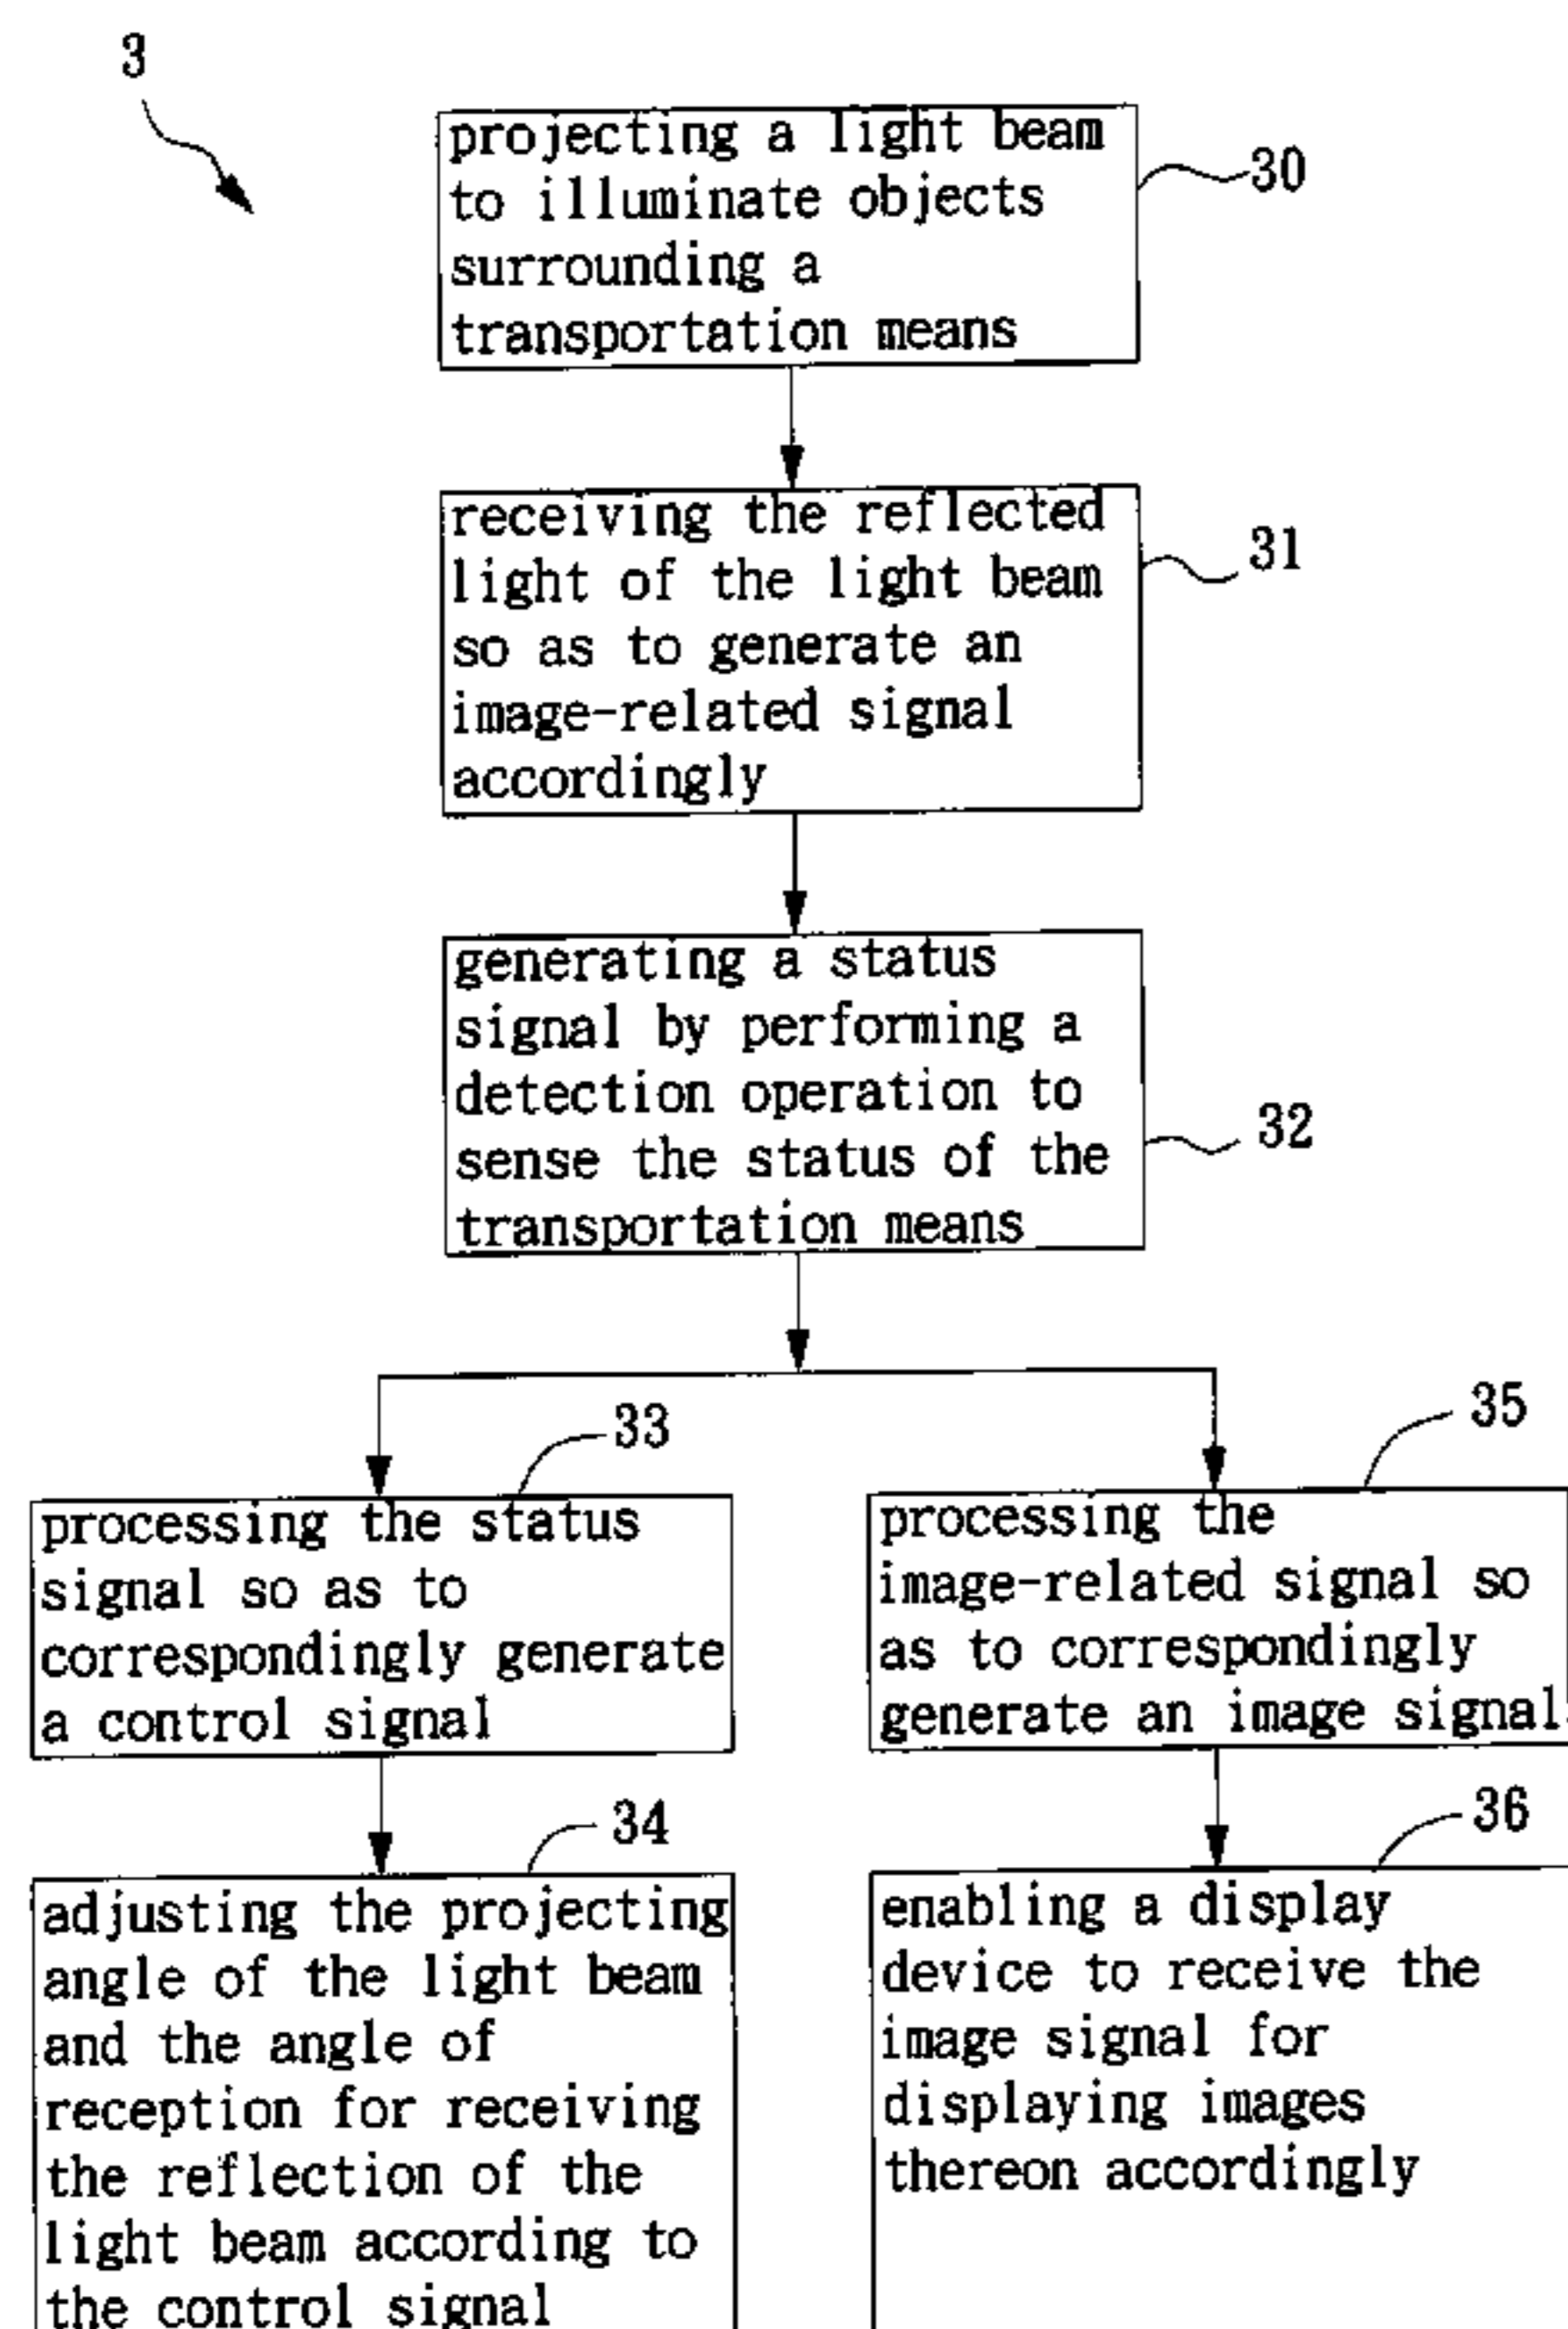 3
projecting a light beam
to illuminate objects
surrounding a
transportation means
30
receiving the reflected
light of the light beam
so as to generate an
image-related signal
accordingly
31
generating a status
signal by performing a
detection operation to
sense the status of the
transportation means
32
33
processing the status
signal so as to
correspondingly generate
a control signal
34
adjusting the projecting
angle of the light beam
and the angle of
reception for receiving
the reflection of the
light beam according to
the control signal
35
processing the
image-related signal so
as to correspondingly
generate an image signal
36
enabling a display
device to receive the
image signal for
displaying images
thereon accordingly